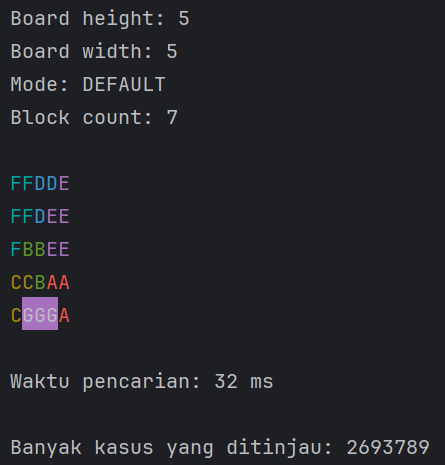 Board height: 5
Board width: 5
Mode: DEFAULT
Block count: 7
FFDDE
FFDEE
FBBEE
CCBAA
CGGGA
Waktu pencarian: 32 ms
Banyak kasus yang ditinjau: 2693789